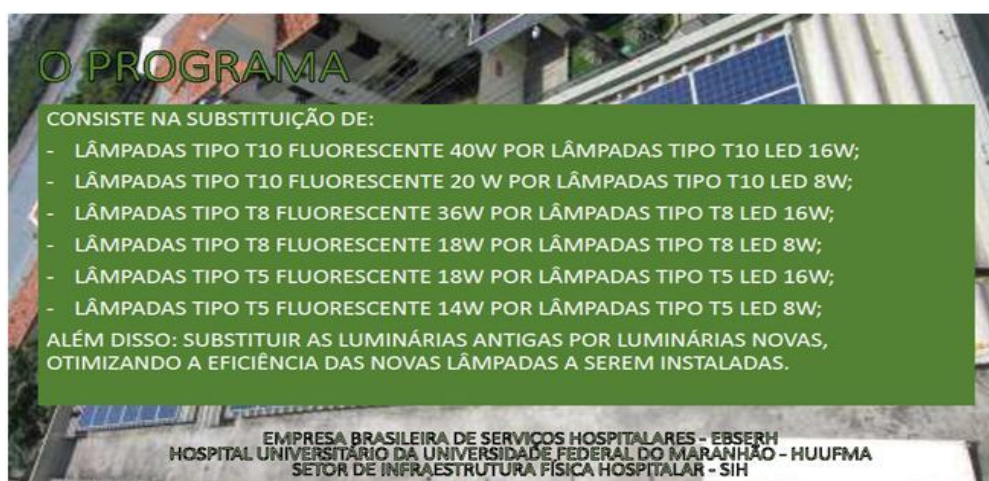 O PROGRAMA
CONSISTE NA SUBSTITUIÇÃO DE:
- LÂMPADAS TIPO T10 FLUORESCENTE 40W POR LÂMPADAS TIPO T10 LED 16W;
- LÂMPADAS TIPO T10 FLUORESCENTE 20 W POR LÂMPADAS TIPO T10 LED 8W;
- LÂMPADAS TIPO T8 FLUORESCENTE 36W POR LÂMPADAS TIPO T8 LED 16W;
- LÂMPADAS TIPO T8 FLUORESCENTE 18W POR LÂMPADAS TIPO T8 LED 8W;
- LÂMPADAS TIPO T5 FLUORESCENTE 18W POR LÂMPADAS TIPO T5 LED 16W;
- LÂMPADAS TIPO T5 FLUORESCENTE 14W POR LÂMPADAS TIPO T5 LED 8W;
ALÉM DISSO: SUBSTITUIR AS LUMINÁRIAS ANTIGAS POR LUMINÁRIAS NOVAS,
OTIMIZANDO A EFICIÊNCIA DAS NOVAS LÂMPADAS A SEREM INSTALADAS.
EMPRESA BRASILEIRA DE SERVIÇOS HOSPITALARES - EBSERH
HOSPITAL UNIVERSITÁRIO DA UNIVERSIDADE FEDERAL DO MARANHÃO - HUUFMA
SETOR DE INFRAESTRUTURA FÍSICA HOSPITALAR - SIH